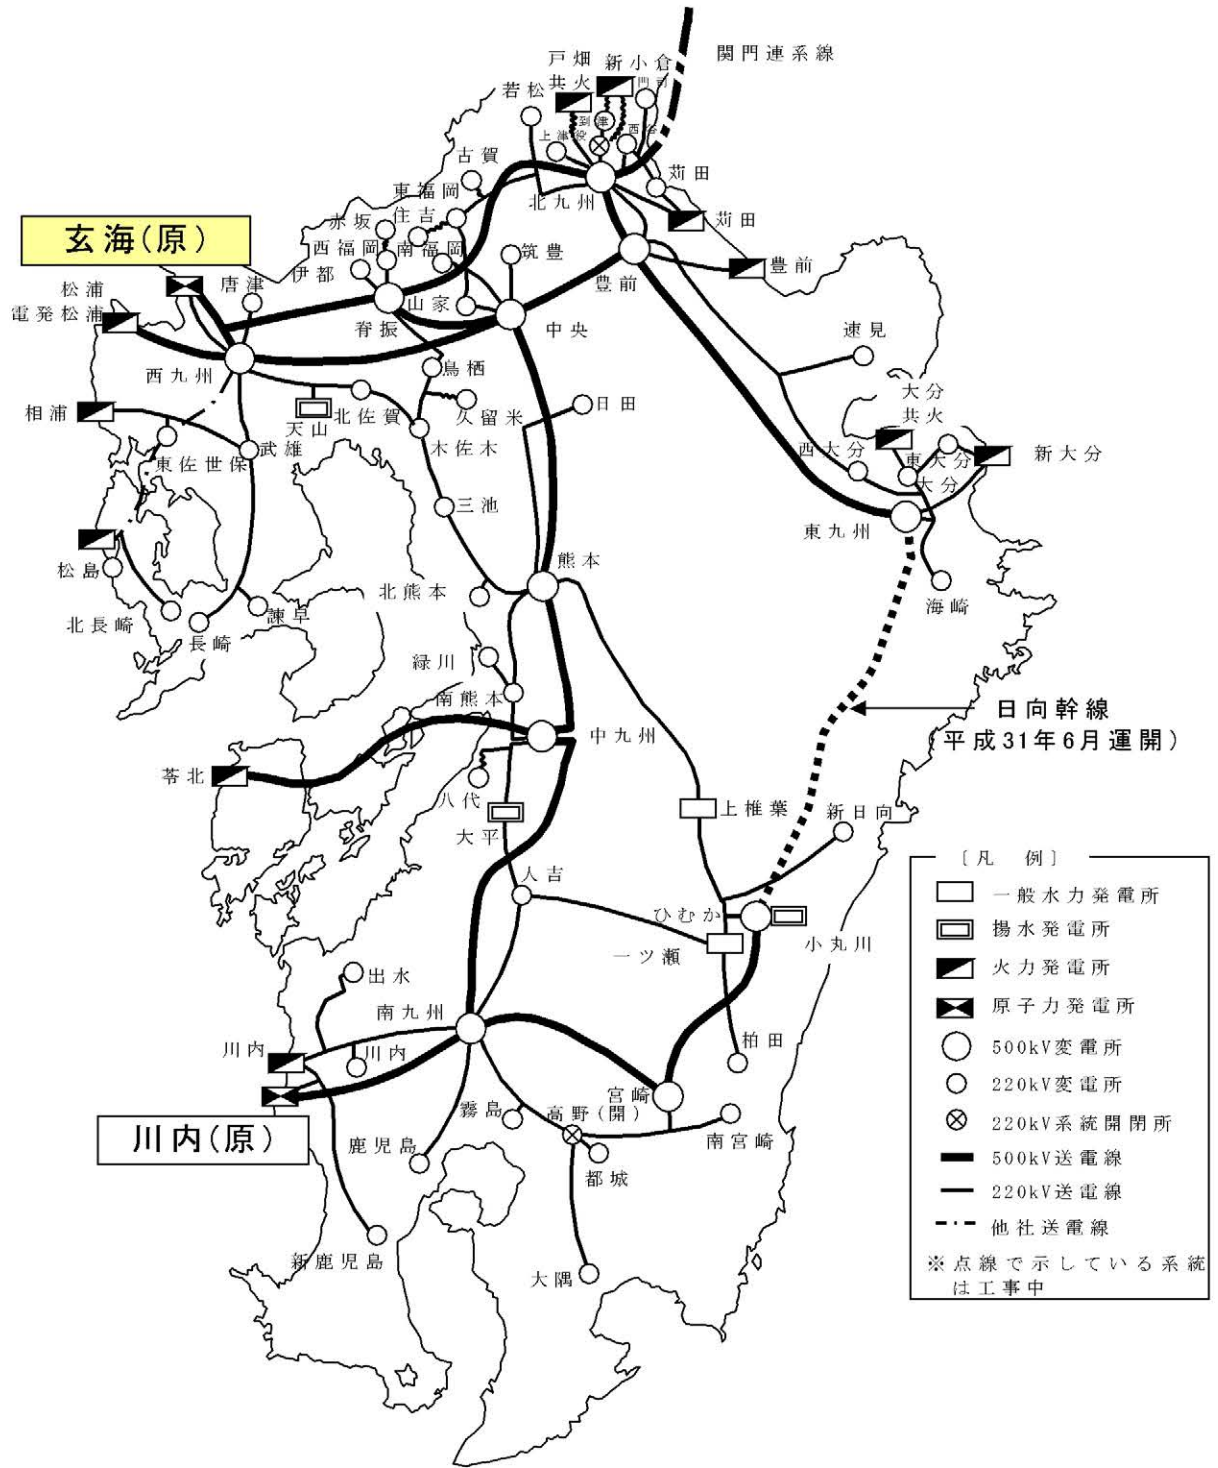 関門連系線
戸畑
共火
新小倉
門司
若松
到津
西谷
上津役
古賀
苅田
東福岡
北九州
苅田
赤坂
住吉
玄海(原)
西福岡
南福岡
筑豊
豊前
豊前
伊都
唐津
松浦
電発松浦
山家
脊振
中央
速見
西九州
鳥栖
大分
共火
相浦
天山
北佐賀
久留米
日田
木佐木
武雄
東佐世保
西大分
東大分
大分
新大分
三池
東九州
松島
熊本
北熊本
海崎
北長崎
長崎
諫早
緑川
南熊本
日向幹線
(平成31年6月運開)
中九州
苓北
八代
大平
上椎葉
新日向
人吉
ひむか
小丸川
一ツ瀬
出水
南九州
川内
川内
柏田
宮崎
霧島
高野(開)
川内(原)
鹿児島
都城
南宮崎
新鹿児島
大隅
[凡 例]
一般水力発電所
揚水発電所
火力発電所
原子力発電所
500kV変電所
220kV変電所
220kV系統開閉所
500kV送電線
220kV送電線
他社送電線
※点線で示している系統
は工事中